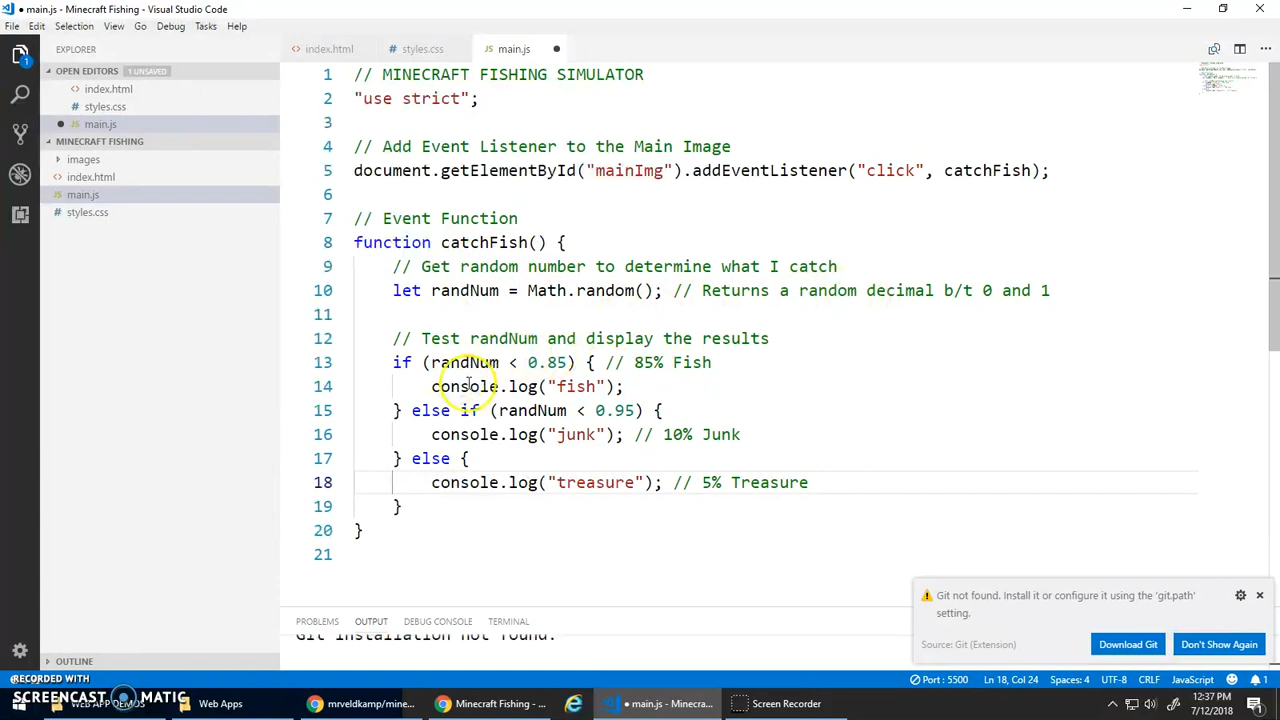 ● main.js - Minecraft Fishing - Visual Studio Code
File Edit Selection View Go Debug Tasks Help
EXPLORER
index.html styles.css main.js ●
OPEN EDITORS 1 UNSAVED
index.html
styles.css
● main.js
MINECRAFT FISHING
images
index.html
main.js
styles.css
OUTLINE
1 // MINECRAFT FISHING SIMULATOR
2 "use strict";
3
4 // Add Event Listener to the Main Image
5 document.getElementById("mainImg").addEventListener("click", catchFish);
6
7 // Event Function
8 function catchFish() {
9 // Get random number to determine what I catch
10 let randNum = Math.random(); // Returns a random decimal b/t 0 and 1
11
12 // Test randNum and display the results
13 if (randNum < 0.85) { // 85% Fish
14 console.log("fish");
15 } else if (randNum < 0.95) {
16 console.log("junk"); // 10% Junk
17 } else {
18 console.log("treasure"); // 5% Treasure
19 }
20 }
21
PROBLEMS OUTPUT DEBUG CONSOLE TERMINAL
Git installation not found.
Git not found. Install it or configure it using the 'git.path'
setting.
Source: Git (Extension) Download Git Don't Show Again
Port : 5500 Ln 18, Col 24 Spaces: 4 UTF-8 CRLF JavaScript 1
RECORDED WITH
SCREENCAST MATIC
WEB APP DEMOS Web Apps mrveldkamp/mine... Minecraft Fishing - ... ● main.js - Minecra... Screen Recorder
12:37 PM
7/12/2018